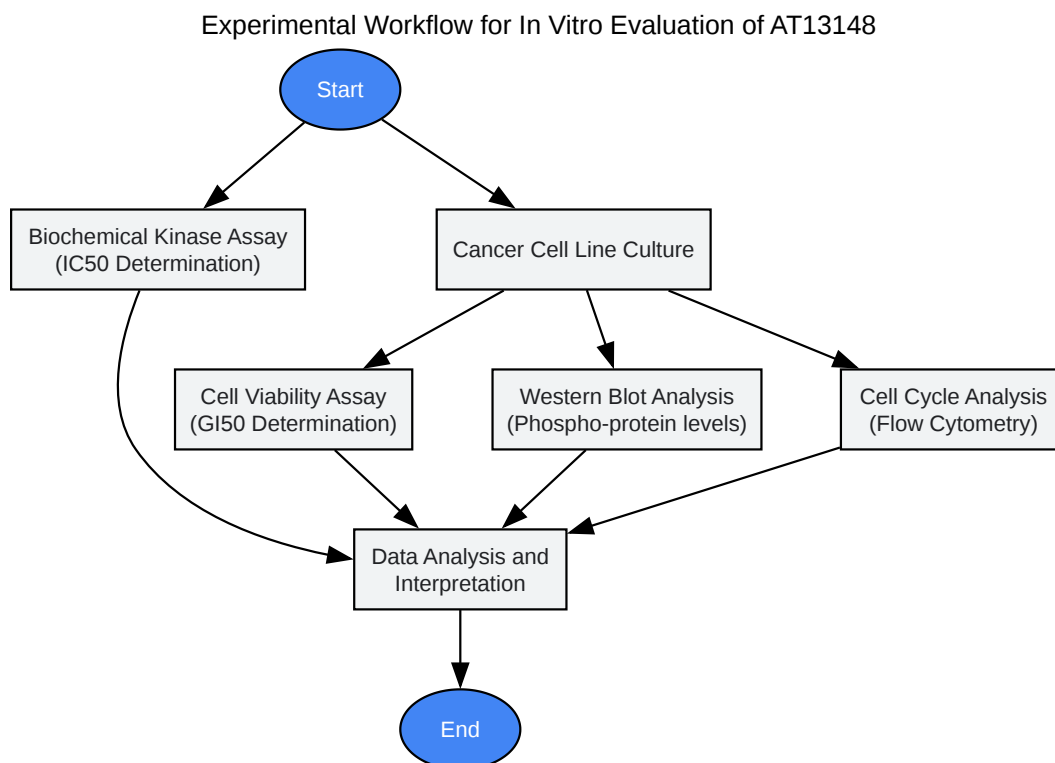 Experimental Workflow for In Vitro Evaluation of AT13148
Start
Biochemical Kinase Assay
(IC50 Determination)
Cancer Cell Line Culture
Cell Viability Assay
(GI50 Determination)
Western Blot Analysis
(Phospho-protein levels)
Cell Cycle Analysis
(Flow Cytometry)
Data Analysis and
Interpretation
End